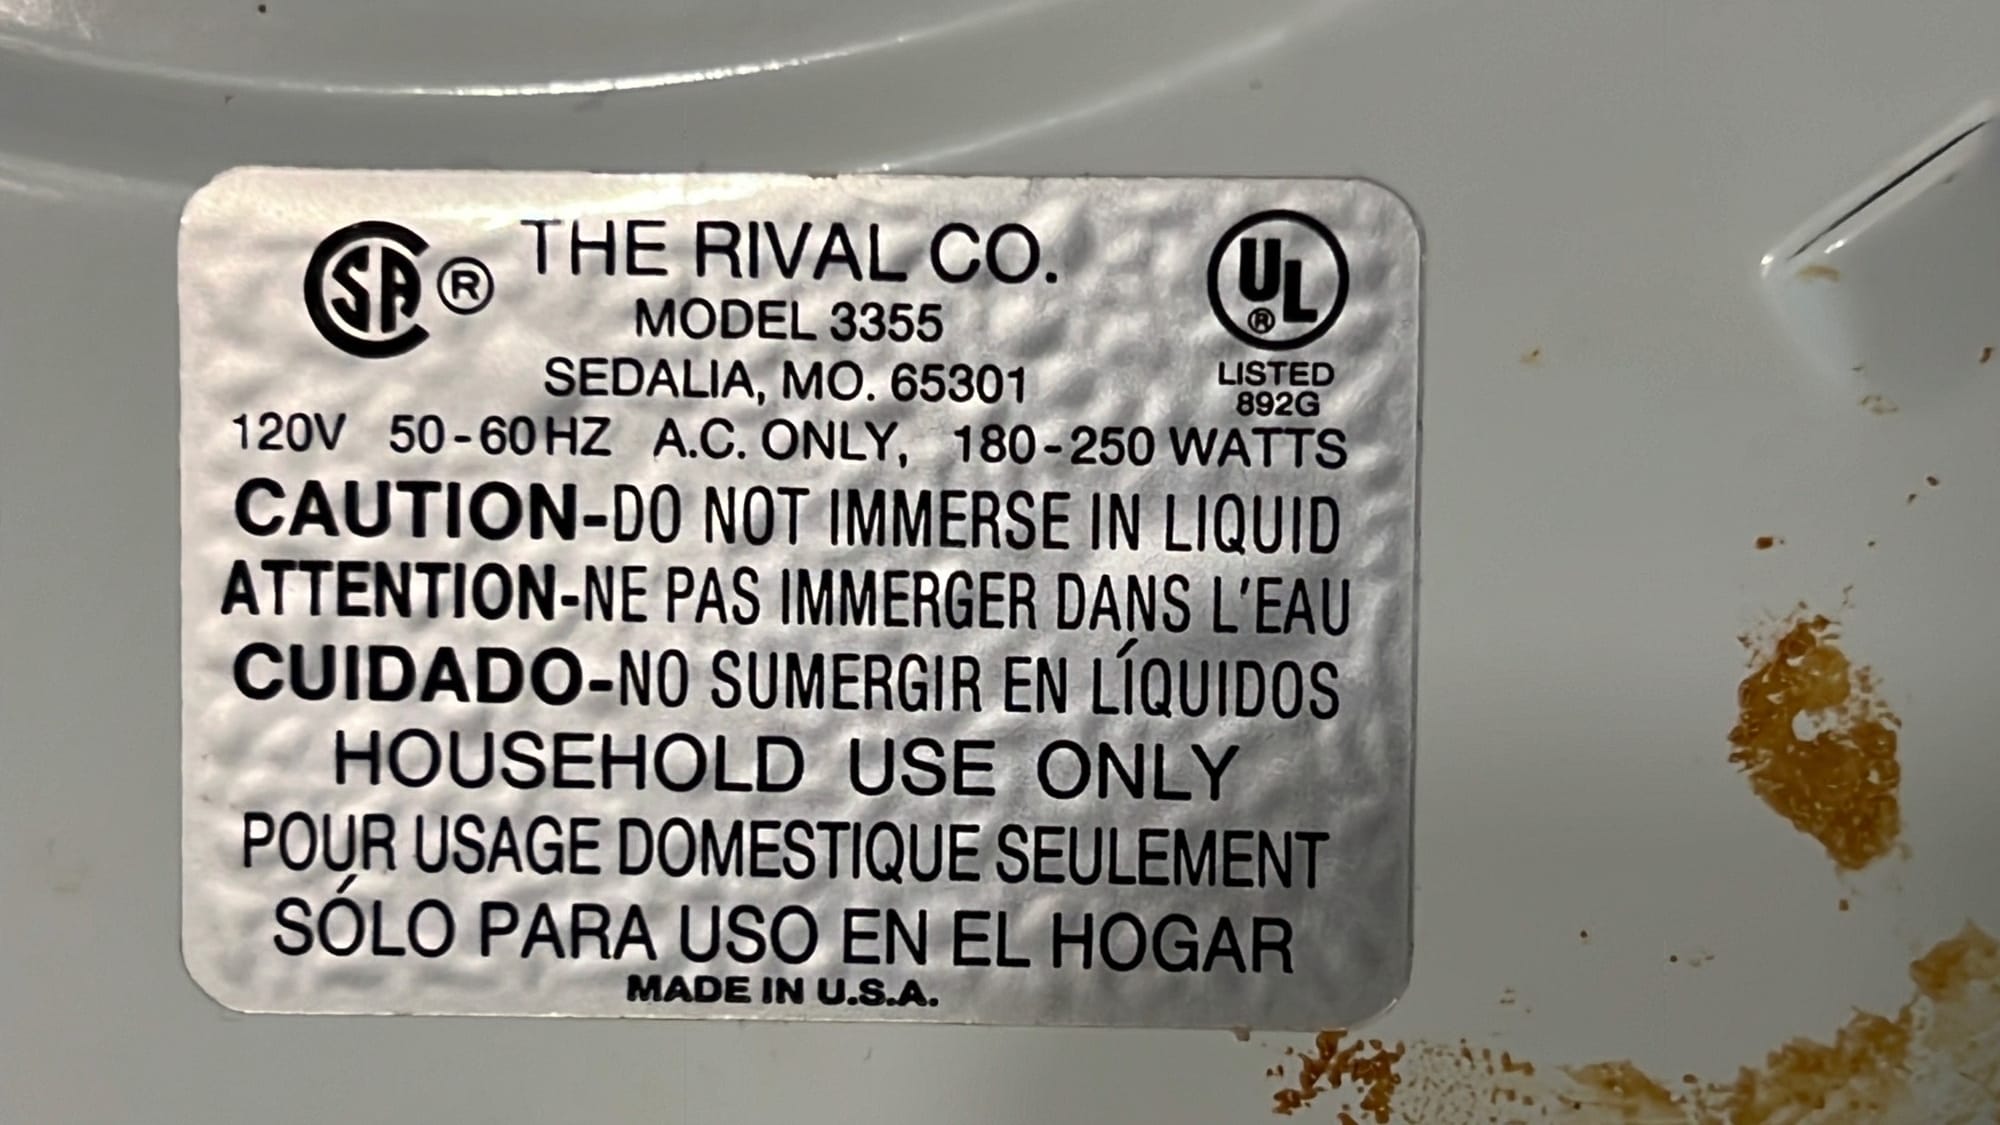 SA ® THE RIVAL CO. UL ®
MODEL 3355
SEDALIA, MO. 65301
LISTED
892G
120V 50-60HZ A.C. ONLY, 180-250 WATTS
CAUTION-DO NOT IMMERSE IN LIQUID
ATTENTION-NE PAS IMMERGER DANS L'EAU
CUIDADO-NO SUMERGIR EN LÍQUIDOS
HOUSEHOLD USE ONLY
POUR USAGE DOMESTIQUE SEULEMENT
SÓLO PARA USO EN EL HOGAR
MADE IN U.S.A.